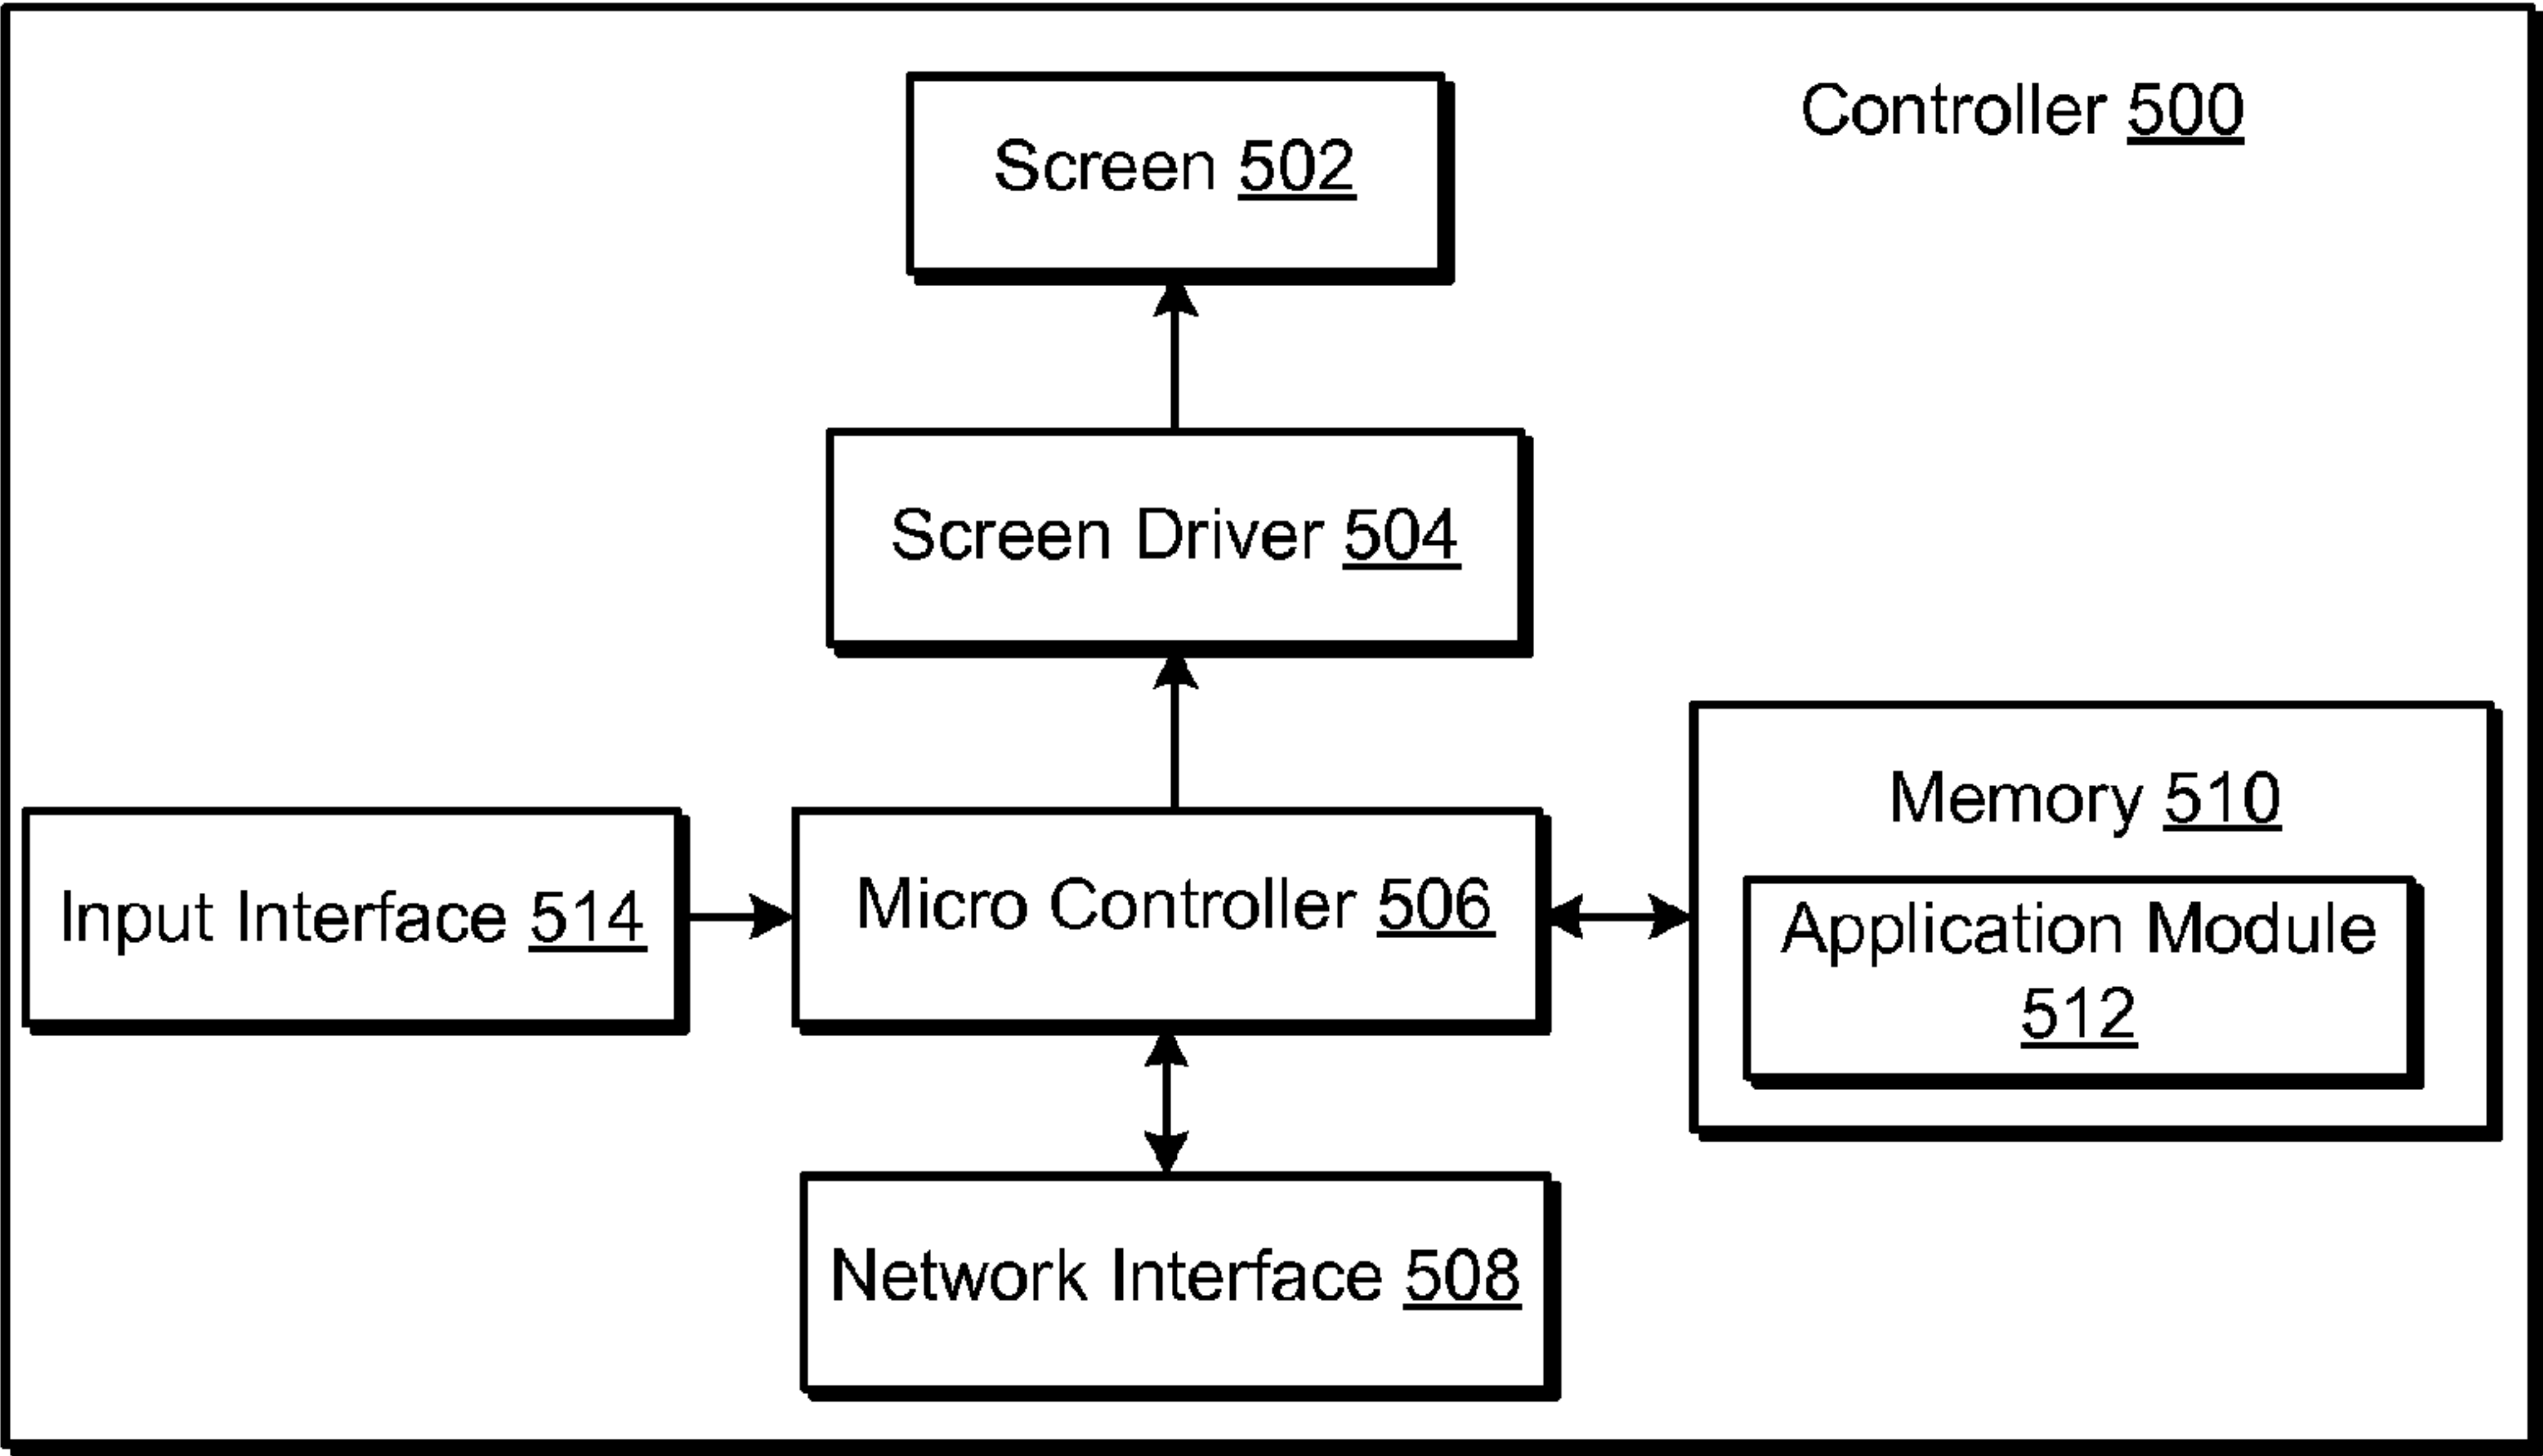 Controller 500
Screen 502
Screen Driver 504
Memory 510
Input Interface 514
Micro Controller 506
Application Module
512
Network Interface 508